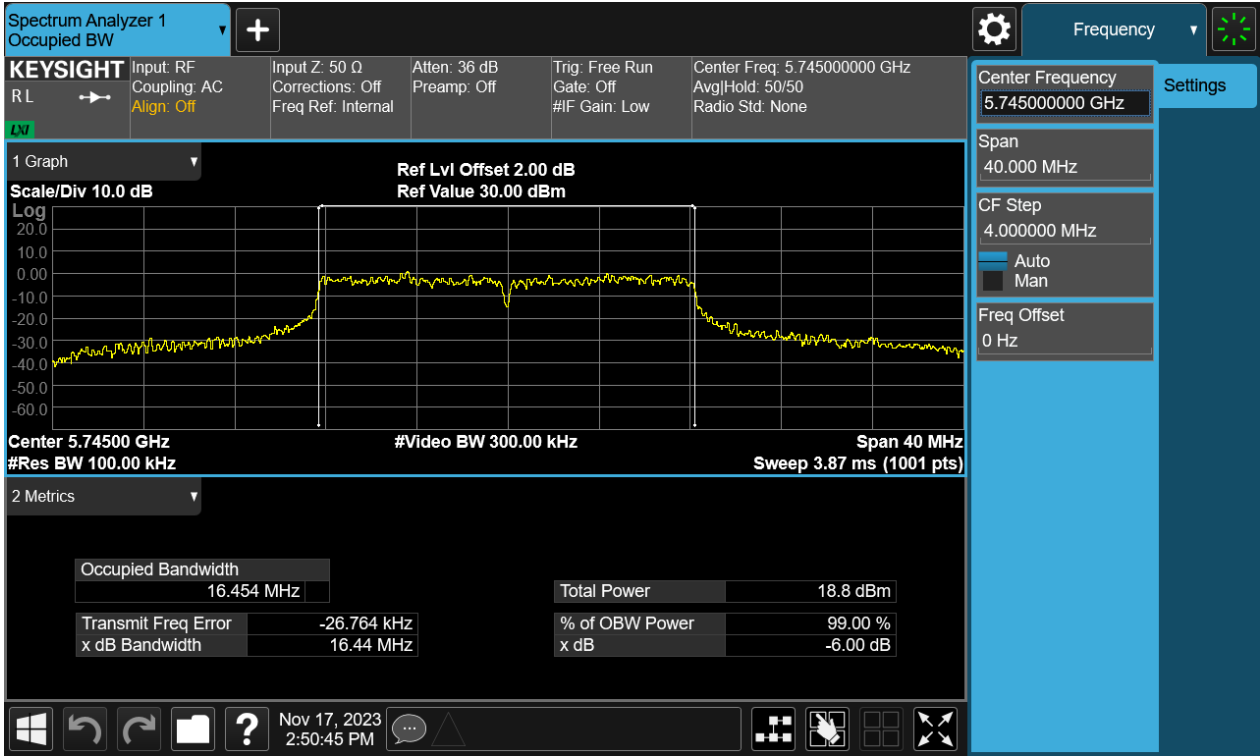 Spectrum Analyzer 1
Occupied BW
Frequency
KEYSIGHT
R L
LXI
Input: RF
Coupling: AC
Align: Off
Input Z: 50 Ω
Corrections: Off
Freq Ref: Internal
Atten: 36 dB
Preamp: Off
Trig: Free Run
Gate: Off
#IF Gain: Low
Center Freq: 5.745000000 GHz
Avg|Hold: 50/50
Radio Std: None
Center Frequency
5.745000000 GHz
Settings
Span
40.000 MHz
CF Step
4.000000 MHz
Auto
Man
Freq Offset
0 Hz
1 Graph
Scale/Div 10.0 dB
Ref Lvl Offset 2.00 dB
Ref Value 30.00 dBm
Log
20.0
10.0
0.00
-10.0
-20.0
-30.0
-40.0
-50.0
-60.0
Center 5.74500 GHz
#Video BW 300.00 kHz
Span 40 MHz
#Res BW 100.00 kHz
Sweep 3.87 ms (1001 pts)
2 Metrics
Occupied Bandwidth
16.454 MHz
Total Power 18.8 dBm
Transmit Freq Error -26.764 kHz
% of OBW Power 99.00 %
x dB Bandwidth 16.44 MHz
x dB -6.00 dB
?
Nov 17, 2023
2:50:45 PM